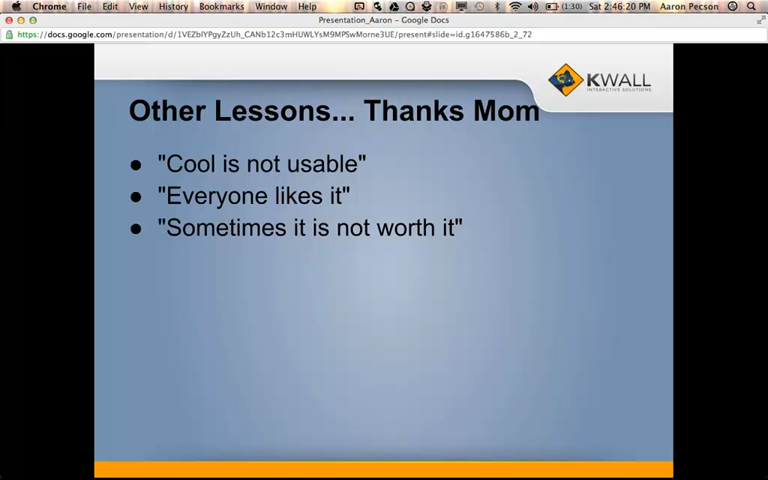 Chrome File Edit View History Bookmarks Window Help (1:30) Sat 2:46:20 PM Aaron Pecson
Presentation_Aaron – Google Docs
https://docs.google.com/presentation/d/1VEZblYPgyZzUh_CANb12c3mHUWLYsM9MPSwMorne3UE/present#slide=id.g1647586b_2_72
KWALL
INTERACTIVE SOLUTIONS
Other Lessons... Thanks Mom
● "Cool is not usable"
● "Everyone likes it"
● "Sometimes it is not worth it"